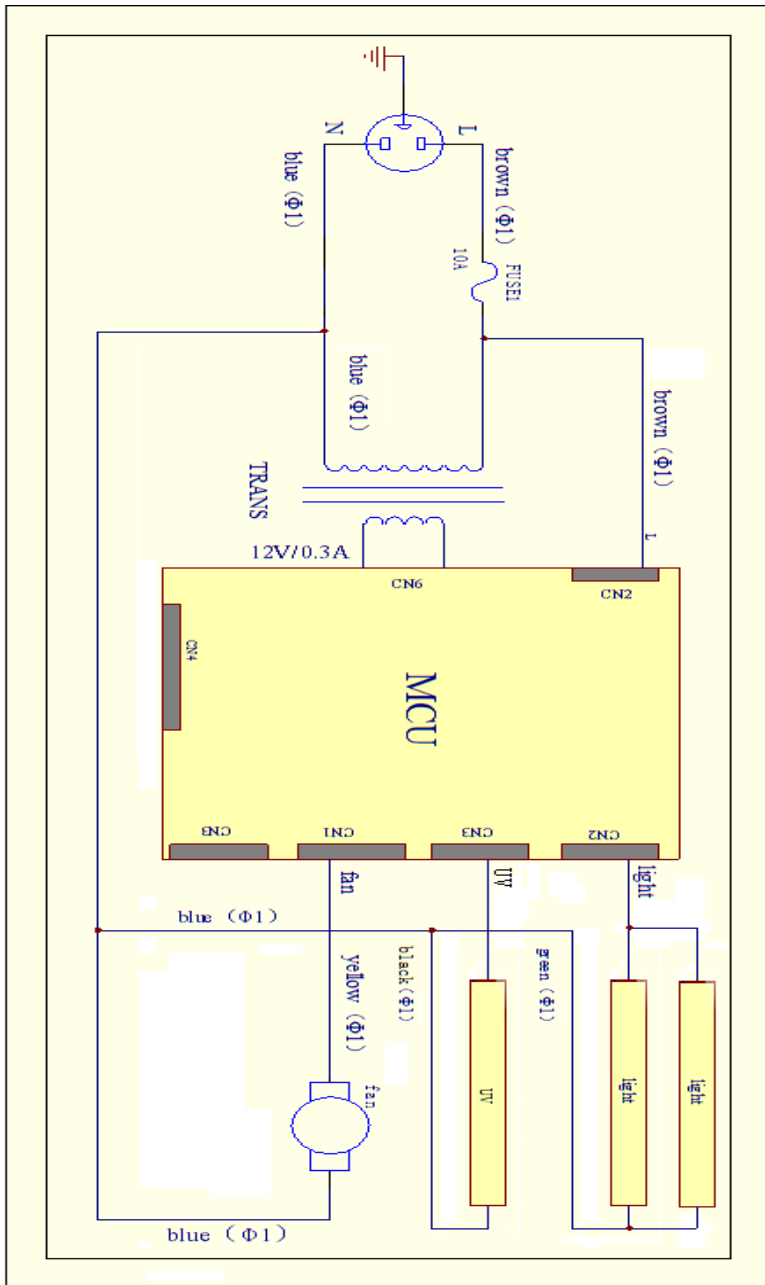 N
L
blue (Φ1)
brown (Φ1)
10A
FUSE1
blue (Φ1)
brown (Φ1)
TRANS
L
12V/0.3A
CN6
CN2
CN4
MCU
CN3
CN1
CN3
CN2
fan
UV
light
blue (Φ1)
yellow (Φ1)
black(Φ1)
green (Φ1)
fan
UV
light
light
blue (Φ1)